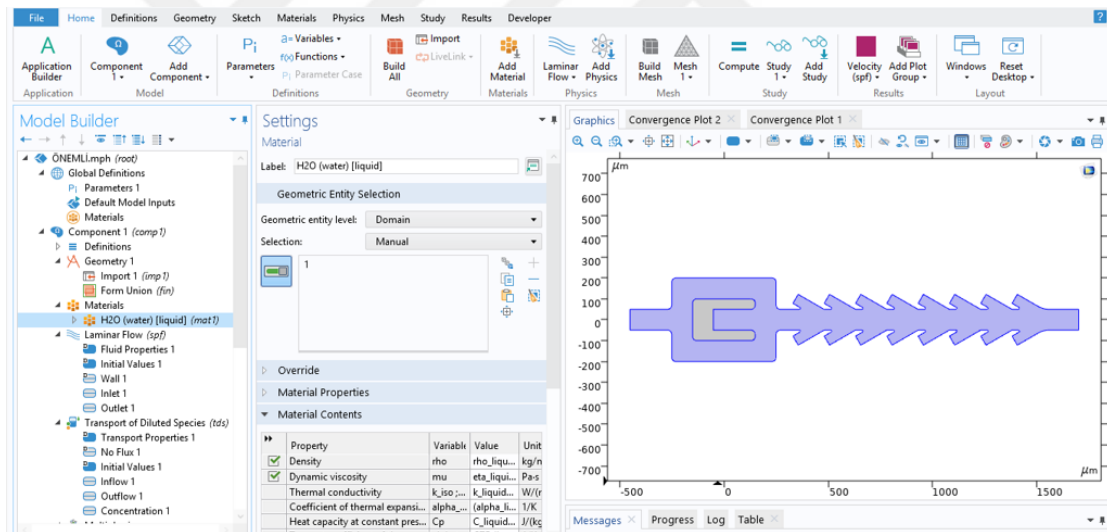 File Home Definitions Geometry Sketch Materials Physics Mesh Study Results Developer ?
Application Builder
Component 1
Add Component
Pi Parameters
a= Variables
f(x) Functions
Pi Parameter Case
Build All
Import
LiveLink
Add Material
Laminar Flow
Add Physics
Build Mesh
Mesh 1
Compute
Study 1
Add Study
Velocity (spf)
Add Plot Group
Windows
Reset Desktop
Application Model Definitions Geometry Materials Physics Mesh Study Results Layout
Model Builder
ÖNEMLİ.mph (root)
Global Definitions
Pi Parameters 1
Default Model Inputs
Materials
Component 1 (comp1)
Definitions
Geometry 1
Import 1 (imp1)
Form Union (fin)
Materials
H2O (water) [liquid] (mat1)
Laminar Flow (spf)
Fluid Properties 1
Initial Values 1
Wall 1
Inlet 1
Outlet 1
Transport of Diluted Species (tds)
Transport Properties 1
No Flux 1
Initial Values 1
Inflow 1
Outflow 1
Concentration 1
Settings
Material
Label: H2O (water) [liquid]
Geometric Entity Selection
Geometric entity level: Domain
Selection: Manual
1
Override
Material Properties
Material Contents
Property Variable Value Unit
Density rho rho_liqu... kg/m
Dynamic viscosity mu eta_liqui... Pa·s
Thermal conductivity k_iso ;... k_liquid... W/(r
Coefficient of thermal expansi... alpha_... (alpha_li... 1/K
Heat capacity at constant pres... Cp C_liquid... J/(kg
Graphics Convergence Plot 2 Convergence Plot 1
µm
700
600
500
400
300
200
100
0
-100
-200
-300
-400
-500
-600
-700
µm
-500 0 500 1000 1500
Messages Progress Log Table